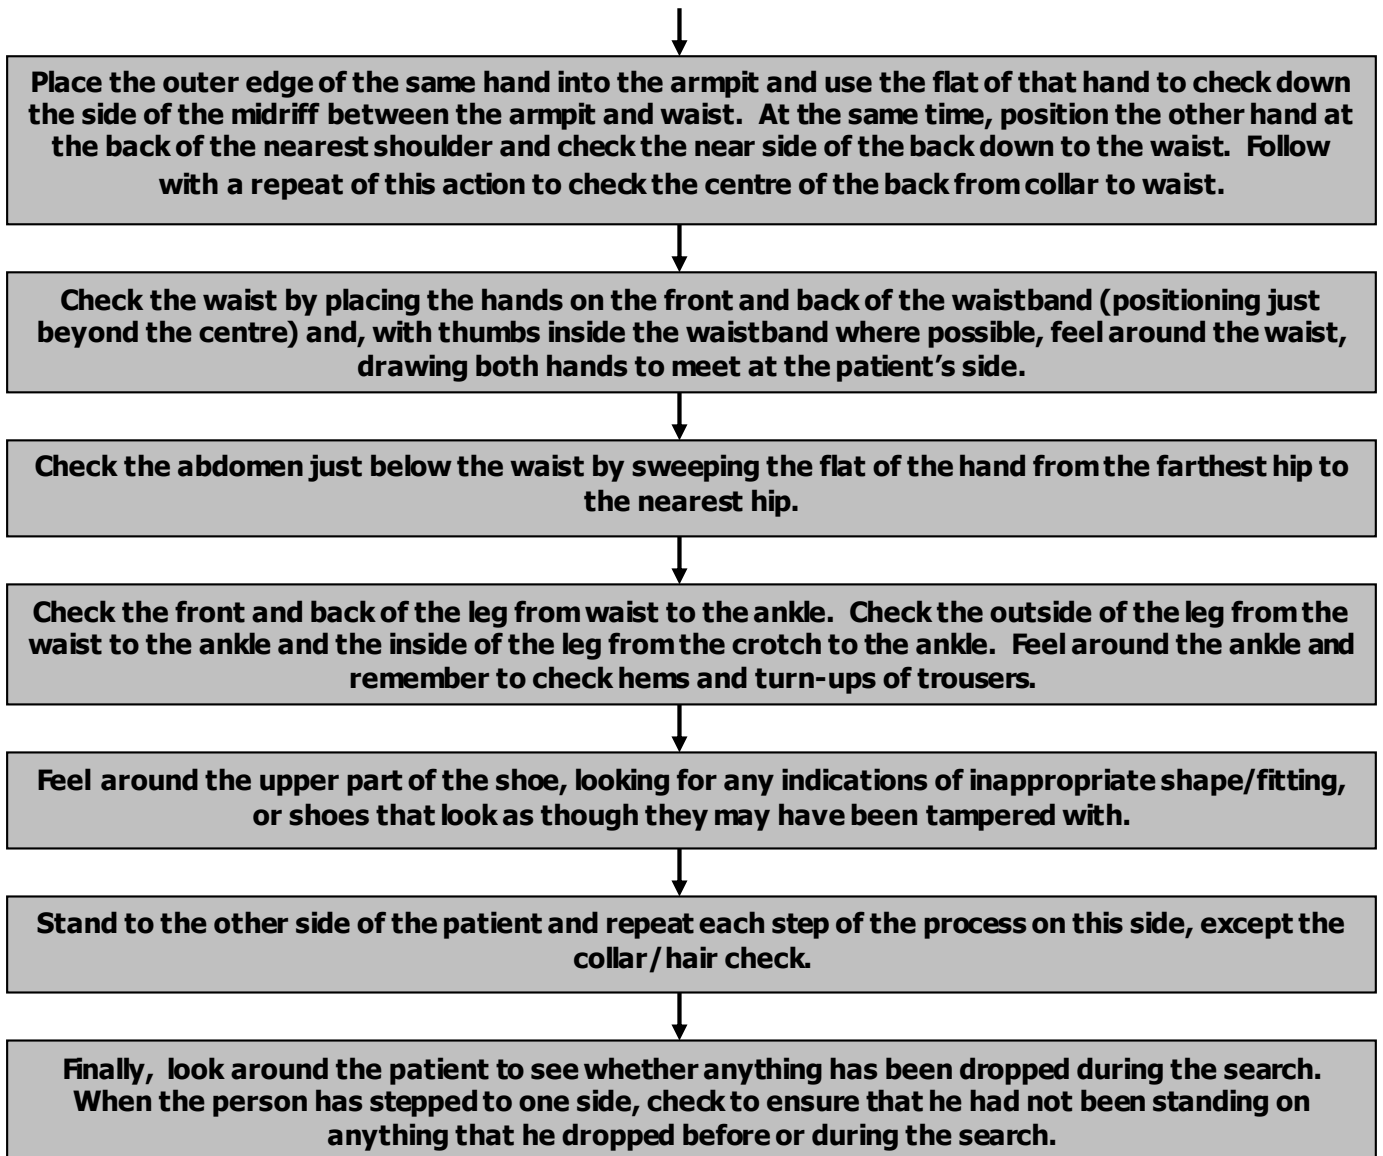 Place the outer edge of the same hand into the armpit and use the flat of that hand to check down
the side of the midriff between the armpit and waist.  At the same time, position the other hand at
the back of the nearest shoulder and check the near side of the back down to the waist.  Follow
with a repeat of this action to check the centre of the back from collar to waist.
Check the waist by placing the hands on the front and back of the waistband (positioning just
beyond the centre) and, with thumbs inside the waistband where possible, feel around the waist,
drawing both hands to meet at the patient’s side.
Check the abdomen just below the waist by sweeping the flat of the hand from the farthest hip to
the nearest hip.
Check the front and back of the leg from waist to the ankle.  Check the outside of the leg from the
waist to the ankle and the inside of the leg from the crotch to the ankle.  Feel around the ankle and
remember to check hems and turn-ups of trousers.
Feel around the upper part of the shoe, looking for any indications of inappropriate shape/fitting,
or shoes that look as though they may have been tampered with.
Stand to the other side of the patient and repeat each step of the process on this side, except the
collar/hair check.
Finally,  look around the patient to see whether anything has been dropped during the search.
When the person has stepped to one side, check to ensure that he had not been standing on
anything that he dropped before or during the search.